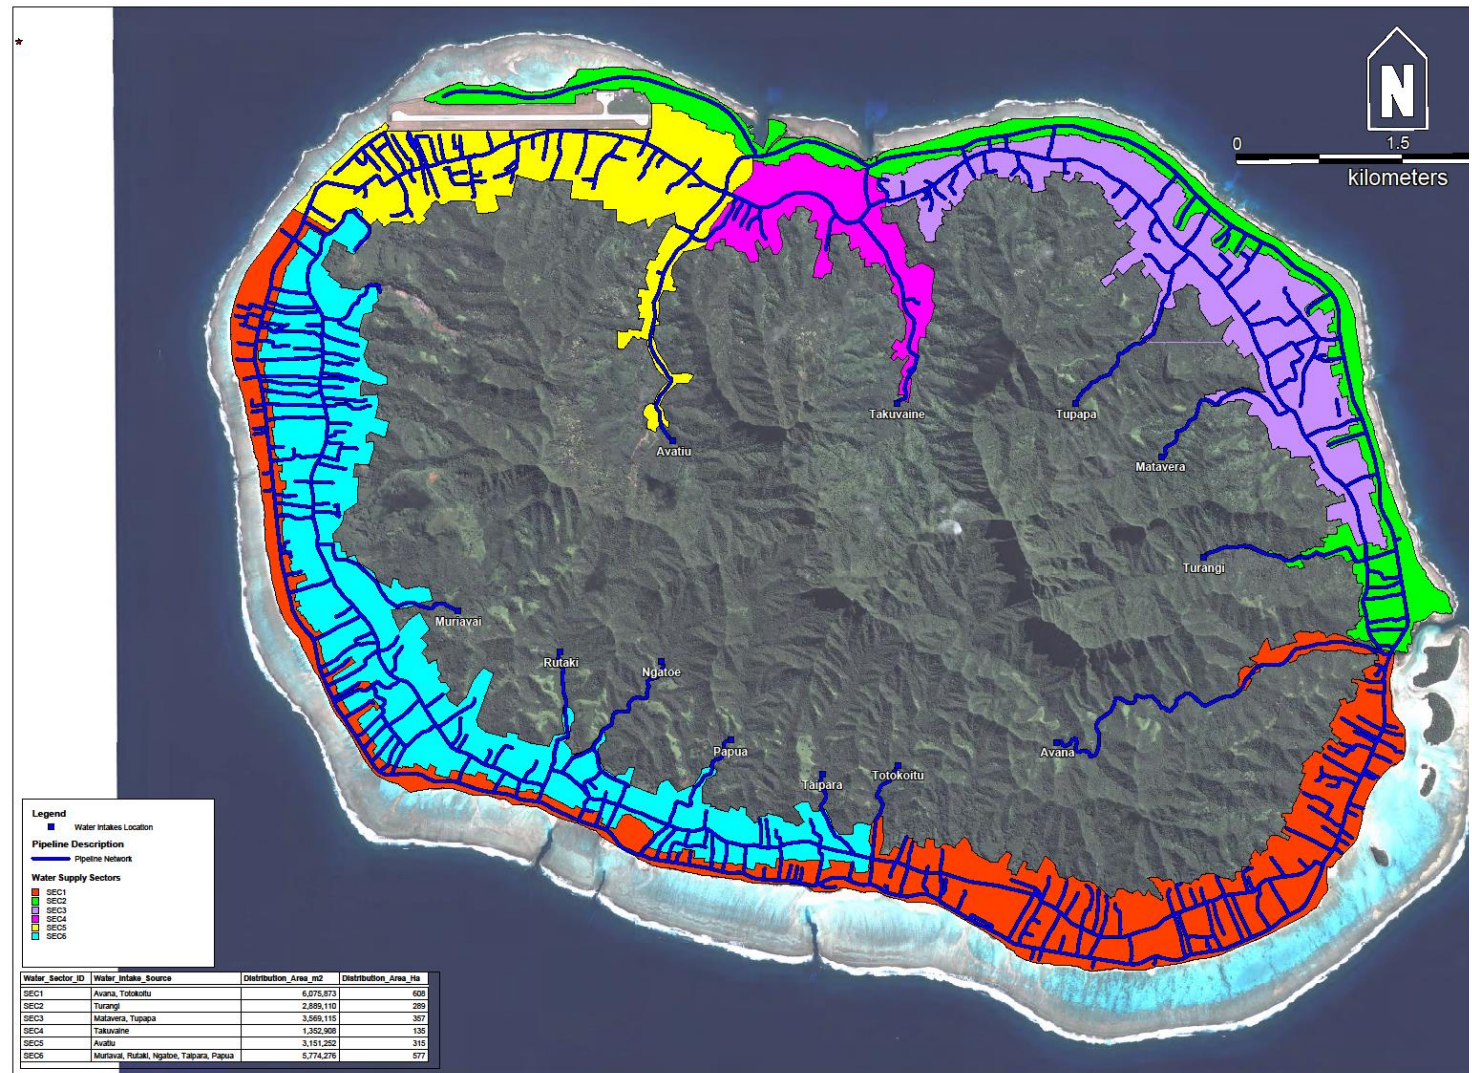 N
0 1.5
kilometers
Takuvaine
Tupapa
Avatiu
Matavera
Turangi
Muriavai
Rutaki
Ngatoe
Papua
Avana
Taipara
Totokoitu
Legend
Water Intakes Location
Pipeline Description
Pipeline Network
Water Supply Sectors
SEC1
SEC2
SEC3
SEC4
SEC5
SEC6
Water_Sector_ID Water_Intake_Source Distribution_Area_m2 Distribution_Area_Ha
SEC1 Avana, Totokoitu 6,075,873 608
SEC2 Turangi 2,889,110 289
SEC3 Matavera, Tupapa 3,569,115 357
SEC4 Takuvaine 1,352,908 135
SEC5 Avatiu 3,151,252 315
SEC6 Muriavai, Rutaki, Ngatoe, Taipara, Papua 5,774,276 577